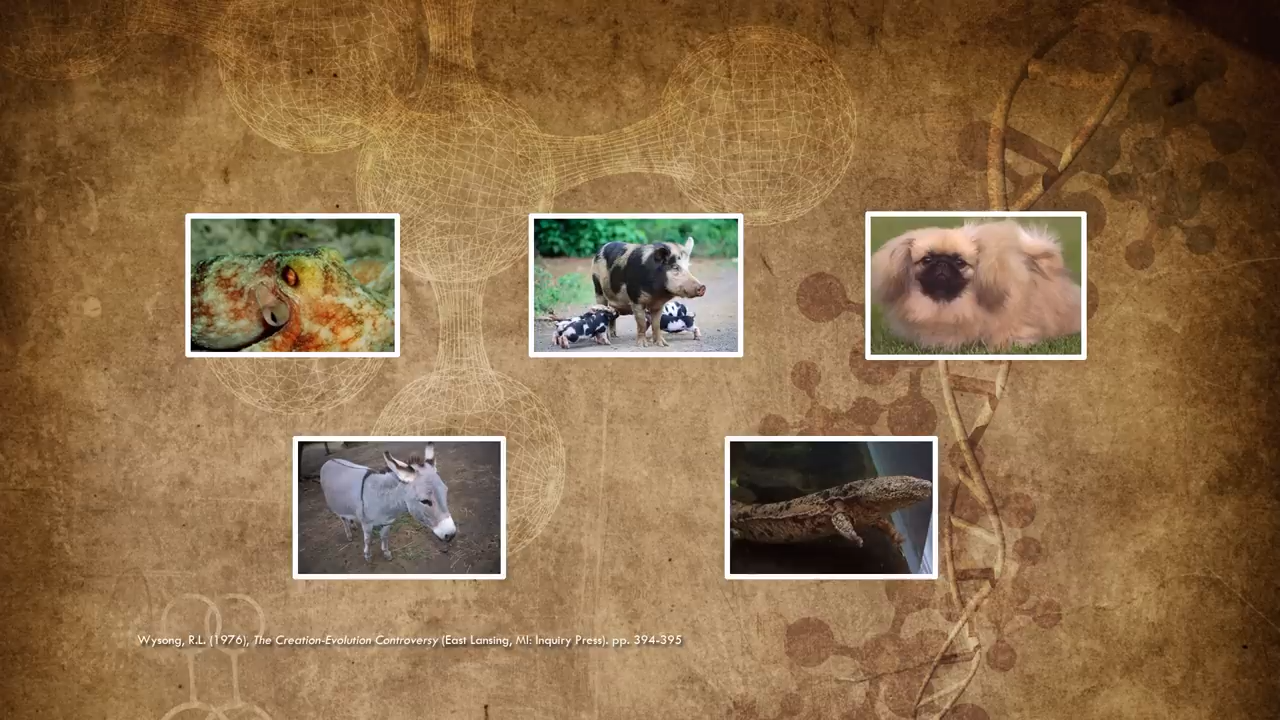 Wysong, R.L. (1976), The Creation-Evolution Controversy (East Lansing, MI: Inquiry Press). pp. 394-395